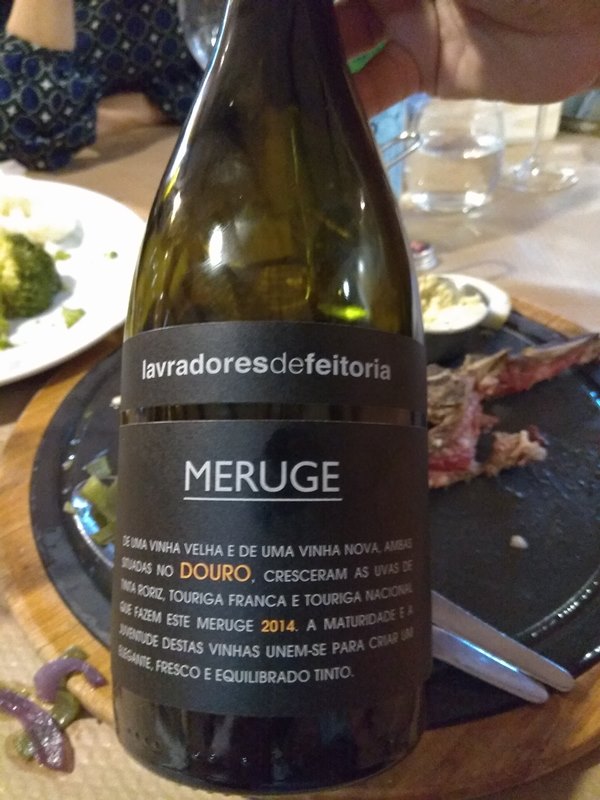 lavradoresdefeitoria
MERUGE
DE UMA VINHA VELHA E DE UMA VINHA NOVA, AMBAS
SITUADAS NO DOURO, CRESCERAM AS UVAS DE
TINTA RORIZ, TOURIGA FRANCA E TOURIGA NACIONAL
QUE FAZEM ESTE MERUGE 2014. A MATURIDADE E A
JUVENTUDE DESTAS VINHAS UNEM-SE PARA CRIAR UM
ELEGANTE, FRESCO E EQUILIBRADO TINTO.